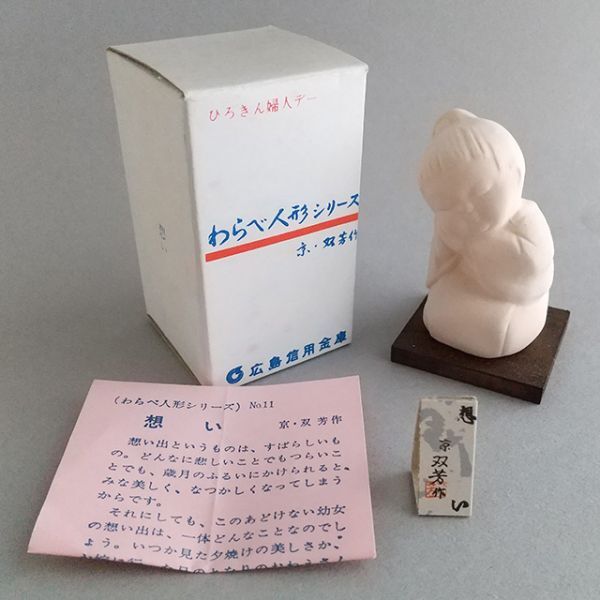 ひろきん婦人デー
わらべ人形シリーズ
京・双芳作
広島信用金庫
想い
(わらべ人形シリーズ) No.11
想い 京・双芳作
想い出というものは、すばらしいも
の。どんなに悲しいことでもつらいこ
とでも、歳月のふるいにかけられると、
みな美しく、なつかしくなってしまう
からです。
それにしても、このあどけない幼女
の想い出は、一体どんなことなのでし
ょう。いつか見た夕焼けの美しさか、
想い
京
双芳作